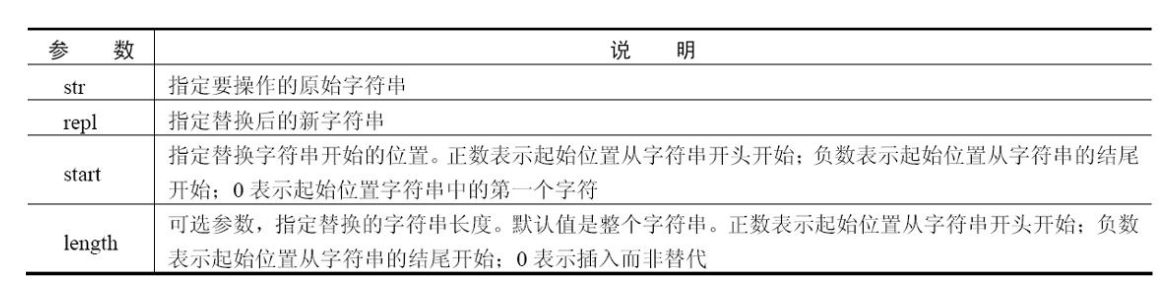 参 数 说 明
str 指定要操作的原始字符串
repl 指定替换后的新字符串
start 指定替换字符串开始的位置。正数表示起始位置从字符串开头开始；负数表示起始位置从字符串的结尾
开始；0 表示起始位置字符串中的第一个字符
length 可选参数，指定替换的字符串长度。默认值是整个字符串。正数表示起始位置从字符串开头开始；负数
表示起始位置从字符串的结尾开始；0 表示插入而非替代